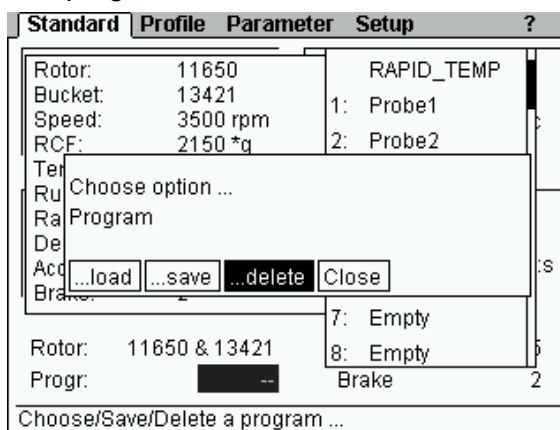 Standard Profile Parameter Setup ?
Rotor: 11650
Bucket: 13421
Speed: 3500 rpm
RCF: 2150 *g
RAPID_TEMP
1: Probe1
2: Probe2
Choose option ...
Program
...load ...save ...delete Close
7: Empty
8: Empty
Rotor: 11650 & 13421
Progr: --
Brake 2
Choose/Save/Delete a program ...